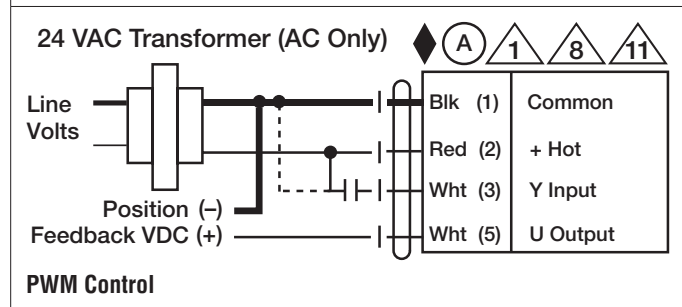 24 VAC Transformer (AC Only) A 1 8 11
Line
Volts
Blk (1) Common
Red (2) + Hot
Wht (3) Y Input
Position (–)
Feedback VDC (+)
Wht (5) U Output
PWM Control